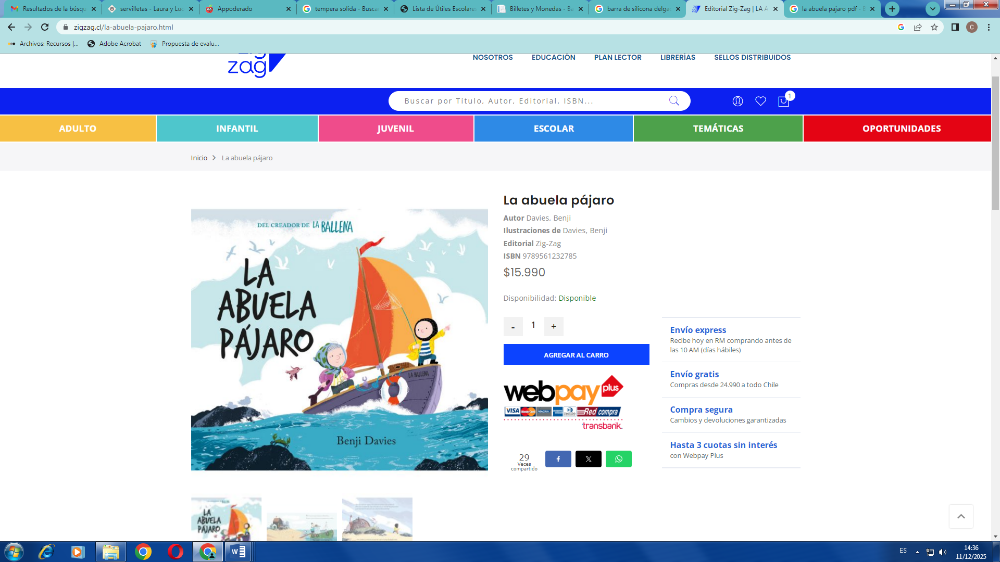 Resultados de la búsqu
servilletas - Laura y Luc
Appoderado
tempera solida - Busca
Lista de Útiles Escolares
Billetes y Monedas - Ba
barra de silicona delga
Editorial Zig-Zag | LA A
la abuela pajaro pdf - B
zigzag.cl/la-abuela-pajaro.html
C
Archivos: Recursos |...
Adobe Acrobat
Propuesta de evalu...
zig
zag
NOSOTROS
EDUCACIÓN
PLAN LECTOR
LIBRERÍAS
SELLOS DISTRIBUIDOS
Buscar por Título, Autor, Editorial, ISBN...
1
ADULTO
INFANTIL
JUVENIL
ESCOLAR
TEMÁTICAS
OPORTUNIDADES
Inicio > La abuela pájaro
DEL CREADOR DE LA BALLENA
LA
ABUELA
PÁJARO
LA BALLENA
Benji Davies
La abuela pájaro
Autor Davies, Benji
Ilustraciones de Davies, Benji
Editorial Zig-Zag
ISBN 9789561232785
$15.990
Disponibilidad: Disponible
- 1 +
AGREGAR AL CARRO
webpay plus
VISA MasterCard MAGNA Red compra
transbank.
29
Veces
compartido
Envío express
Recibe hoy en RM comprando antes de
las 10 AM (días hábiles)
Envío gratis
Compras desde 24.990 a todo Chile
Compra segura
Cambios y devoluciones garantizadas
Hasta 3 cuotas sin interés
con Webpay Plus
LA
ABUELA
PÁJARO
ES
14:36
11/12/2025